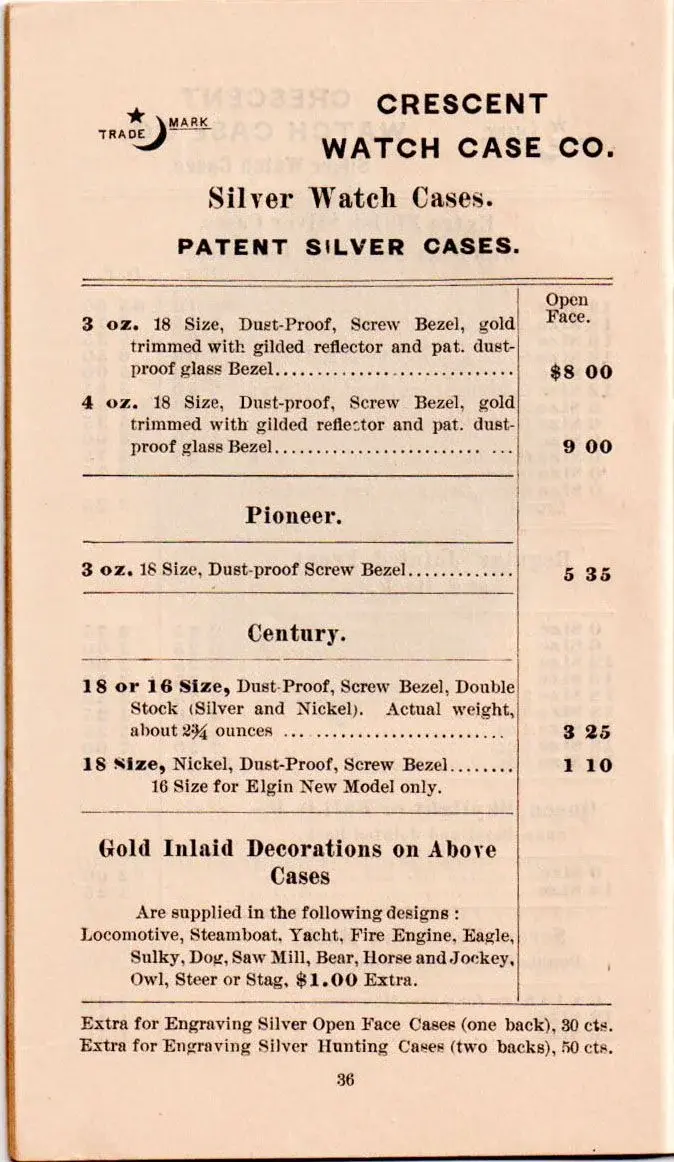 TRADE MARK
CRESCENT
WATCH CASE CO.
Silver Watch Cases.
PATENT SILVER CASES.
Open
Face.
3 oz. 18 Size, Dust-Proof, Screw Bezel, gold
trimmed with gilded reflector and pat. dust-
proof glass Bezel............................. $8 00
4 oz. 18 Size, Dust-proof, Screw Bezel, gold
trimmed with gilded reflector and pat. dust-
proof glass Bezel......................... ... 9 00
Pioneer.
3 oz. 18 Size, Dust-proof Screw Bezel............. 5 35
Century.
18 or 16 Size, Dust-Proof, Screw Bezel, Double
Stock (Silver and Nickel). Actual weight,
about 2¾ ounces ... ....................... 3 25
18 Size, Nickel, Dust-Proof, Screw Bezel........ 1 10
16 Size for Elgin New Model only.
Gold Inlaid Decorations on Above
Cases
Are supplied in the following designs :
Locomotive, Steamboat, Yacht, Fire Engine, Eagle,
Sulky, Dog, Saw Mill, Bear, Horse and Jockey,
Owl, Steer or Stag, $1.00 Extra.
Extra for Engraving Silver Open Face Cases (one back), 30 cts.
Extra for Engraving Silver Hunting Cases (two backs), 50 cts.
36